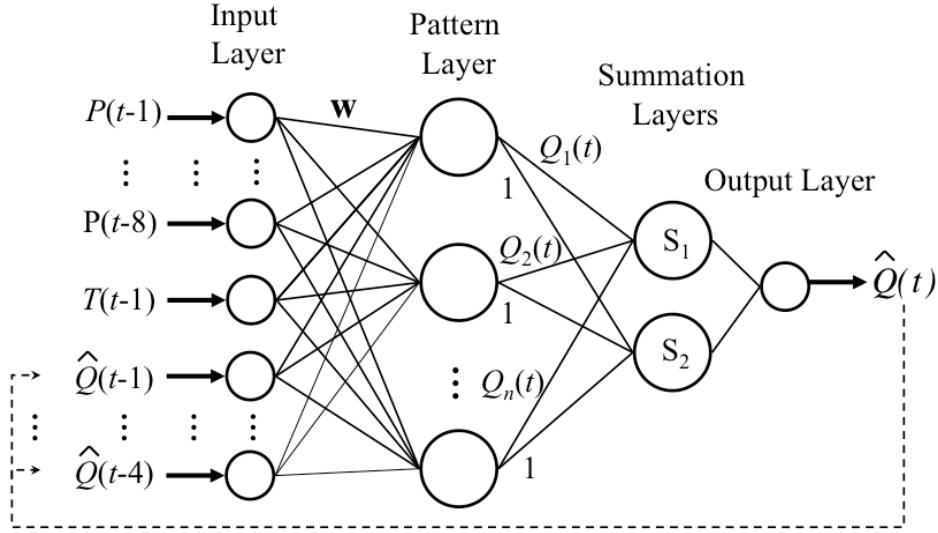 Input
Layer
Pattern
Layer
Summation
Layers
Output Layer
P(t-1)
w
P(t-8)
T(t-1)
Q̂(t-1)
Q̂(t-4)
Q₁(t)
1
Q₂(t)
1
Qₙ(t)
1
S₁
S₂
Q̂(t)